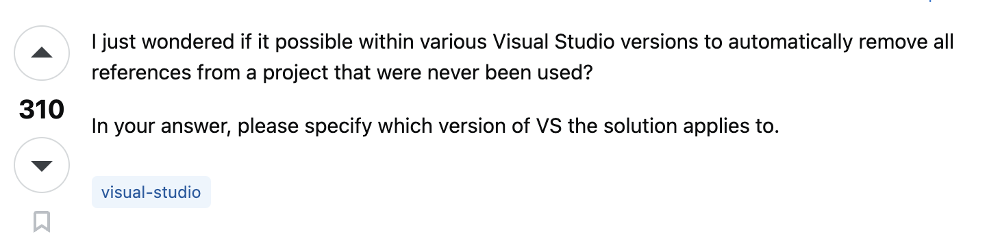 I just wondered if it possible within various Visual Studio versions to automatically remove all
references from a project that were never been used?
310
In your answer, please specify which version of VS the solution applies to.
visual-studio